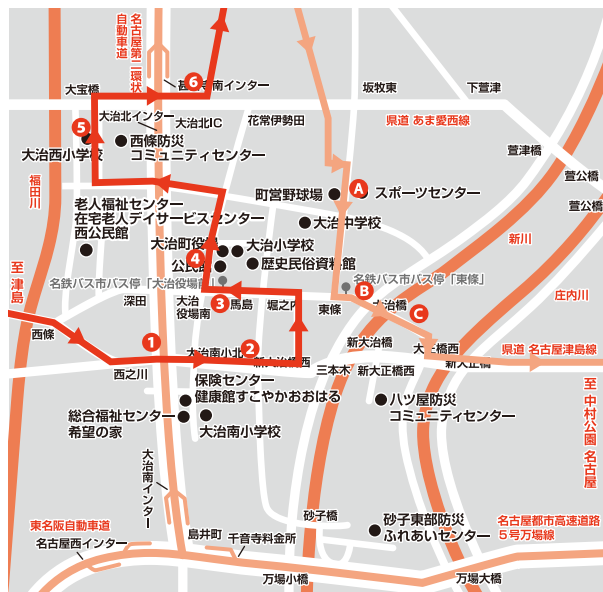 名古屋第二環状
自動車道
6
大宝橋
南インター
坂牧東
下萱津
大治北インター
大治北IC
花常伊勢田
県道 あま愛西線
5
西條防災
コミュニティセンター
大治西小学校
萱津橋
萱公橋
萱公橋
福田川
A
町営野球場
スポーツセンター
老人福祉センター
在宅老人デイサービスセンター
西公民館
大治中学校
新川
大治町役場
大治小学校
4
公民館
歴史民俗資料館
至 津島
名鉄バス市バス停「大治役場前」
名鉄バス市バス停「東條」
庄内川
深田
大治
役場南
3
馬島
堀之内
東條
B
大治橋
C
西條
1
大治南小北
2
新大治橋西
新大治橋
大正橋西
新大正橋
県道 名古屋津島線
西之川
三本木
新大正橋西
保険センター
健康館すこやかおおはる
至 中村公園 名古屋
総合福祉センター
希望の家
大治南小学校
八ツ屋防災
コミュニティセンター
大治南インター
砂子橋
東名阪自動車道
名古屋西インター
島井町
千音寺料金所
砂子東部防災
ふれあいセンター
名古屋都市高速道路
5号万場線
万場小橋
万場大橋